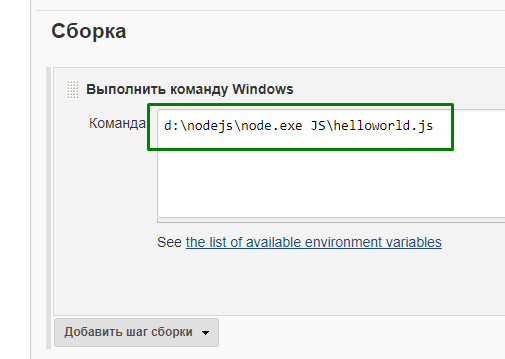 Сборка
Выполнить команду Windows
Команда d:\nodejs\node.exe JS\helloworld.js
See the list of available environment variables
Добавить шаг сборки